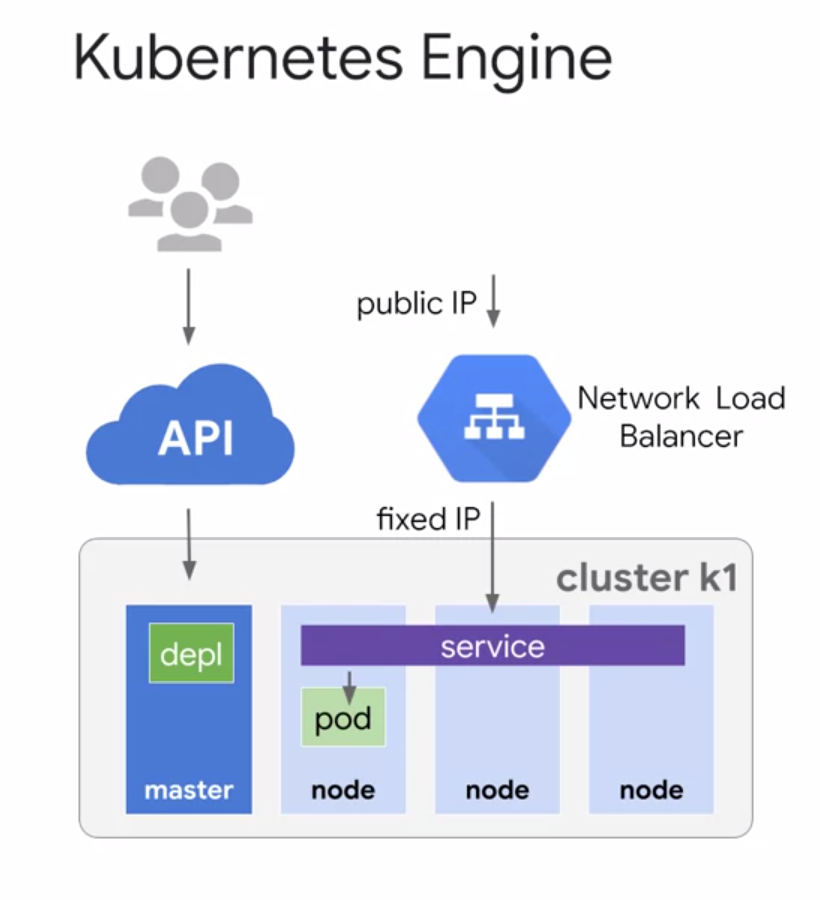 Kubernetes Engine
public IP
API
Network Load
Balancer
fixed IP
cluster k1
depl
service
pod
master
node
node
node